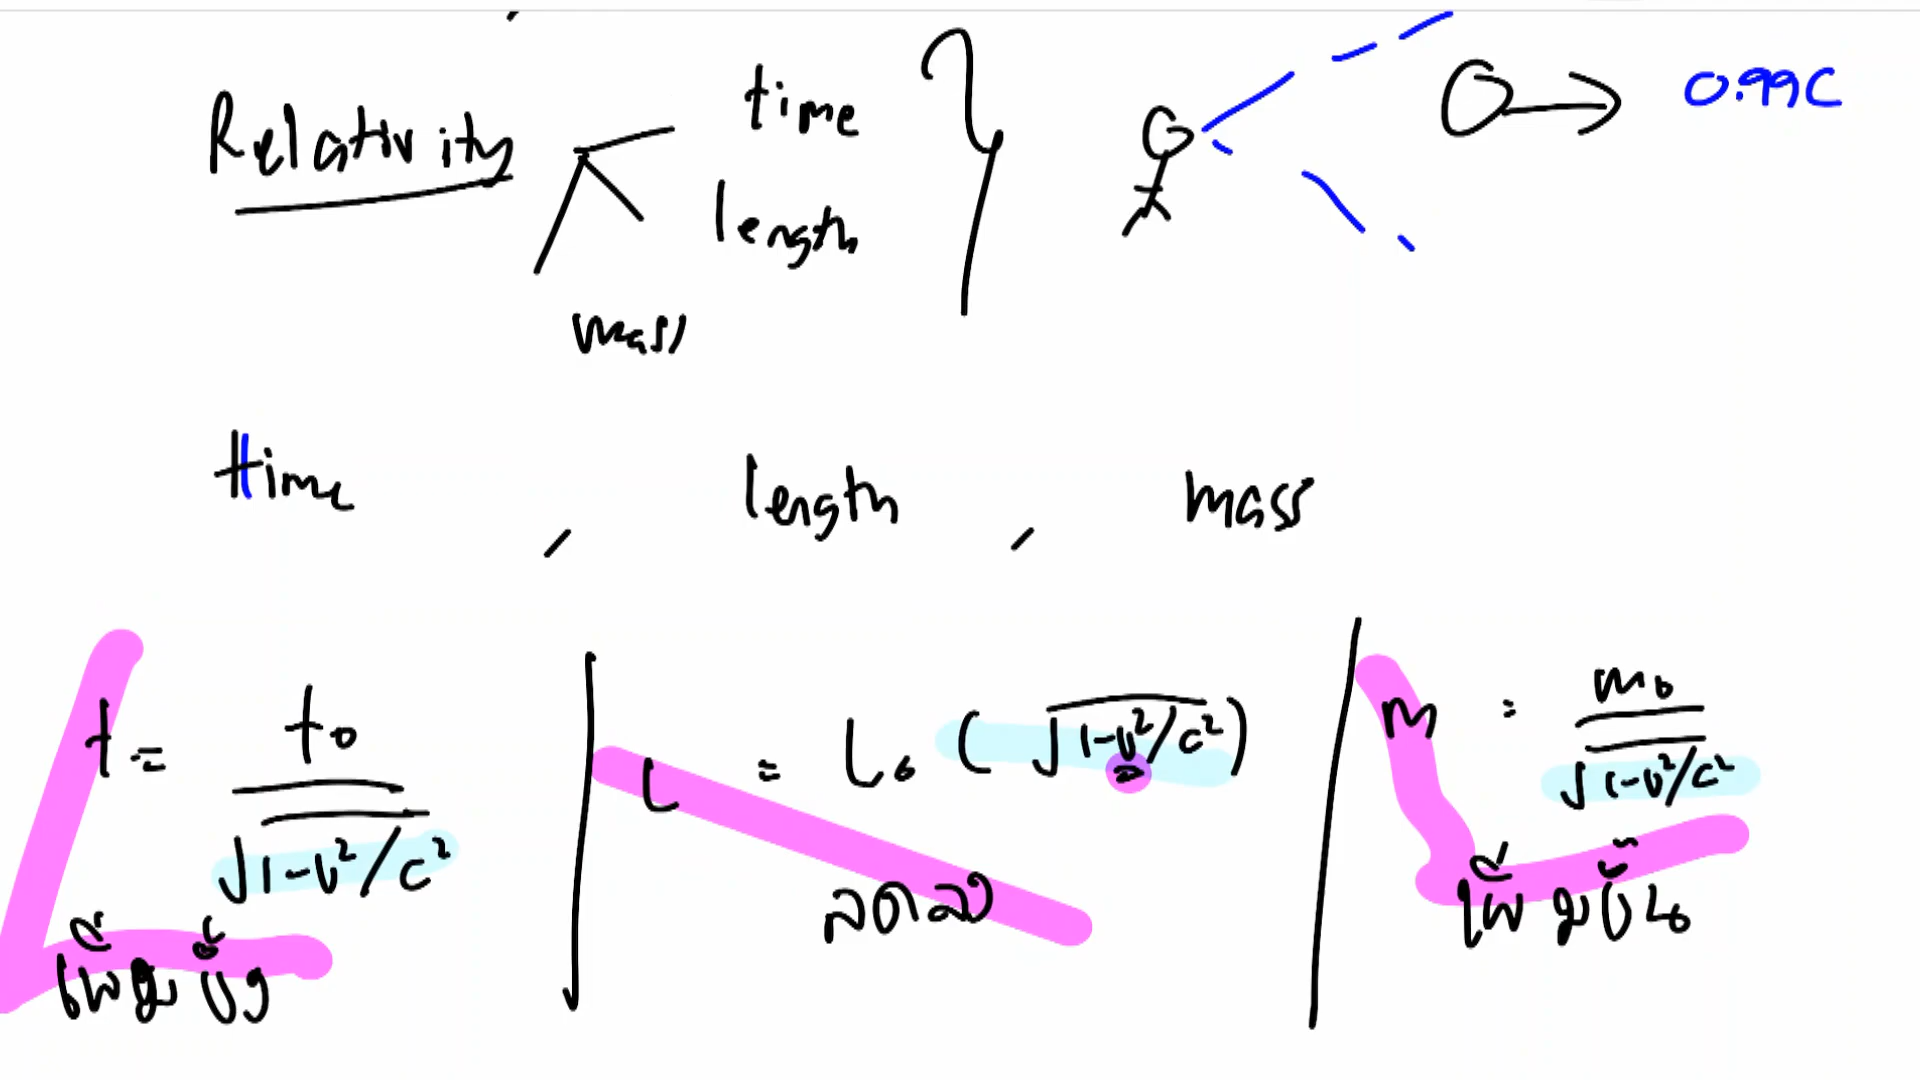 Relativity
time
length
mass
0.99C
time , length , mass
t = t₀ / √1-v²/c²
L = L₀ (√1-v²/c²)
m = m₀ / √1-v²/c²
เพิ่มขึ้น
ลดลง
เพิ่มขึ้น